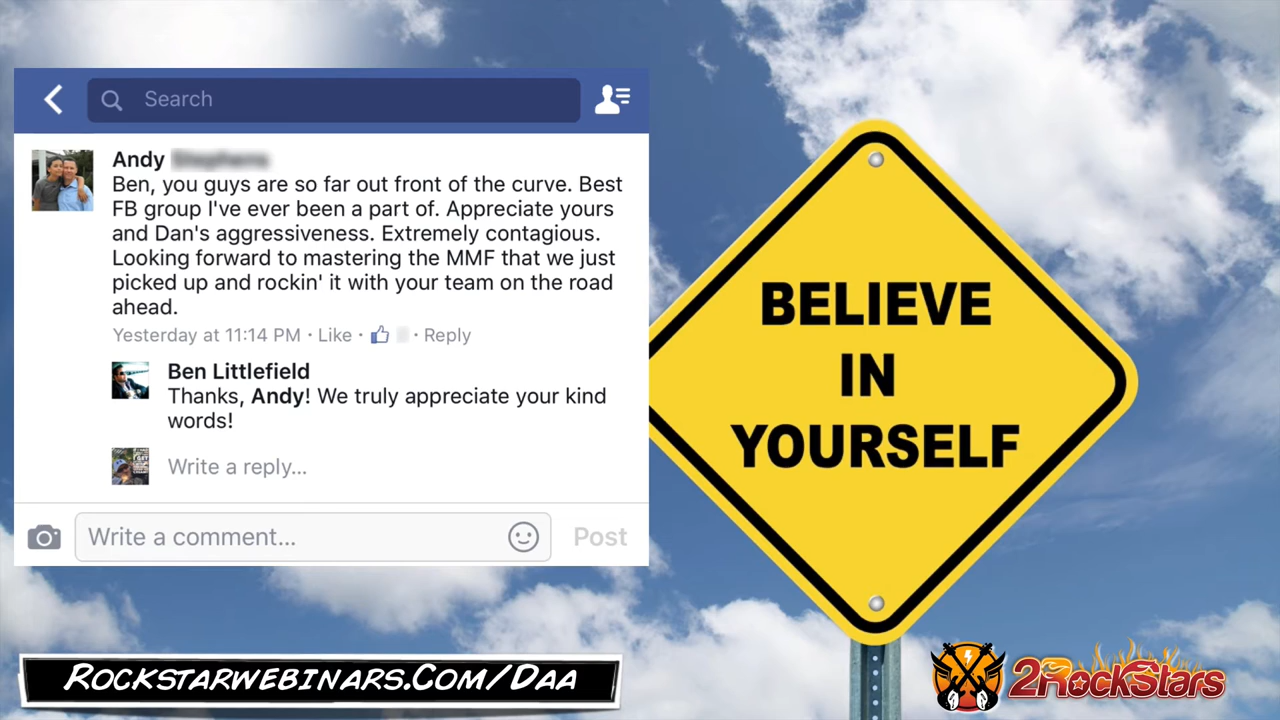 Search
Andy
Ben, you guys are so far out front of the curve. Best
FB group I've ever been a part of. Appreciate yours
and Dan's aggressiveness. Extremely contagious.
Looking forward to mastering the MMF that we just
picked up and rockin' it with your team on the road
ahead.
Yesterday at 11:14 PM · Like · Reply
Ben Littlefield
Thanks, Andy! We truly appreciate your kind
words!
Write a reply...
Write a comment...
Post
BELIEVE
IN
YOURSELF
ROCKSTARWEBINARS.COM/DAA
2ROCKSTARS